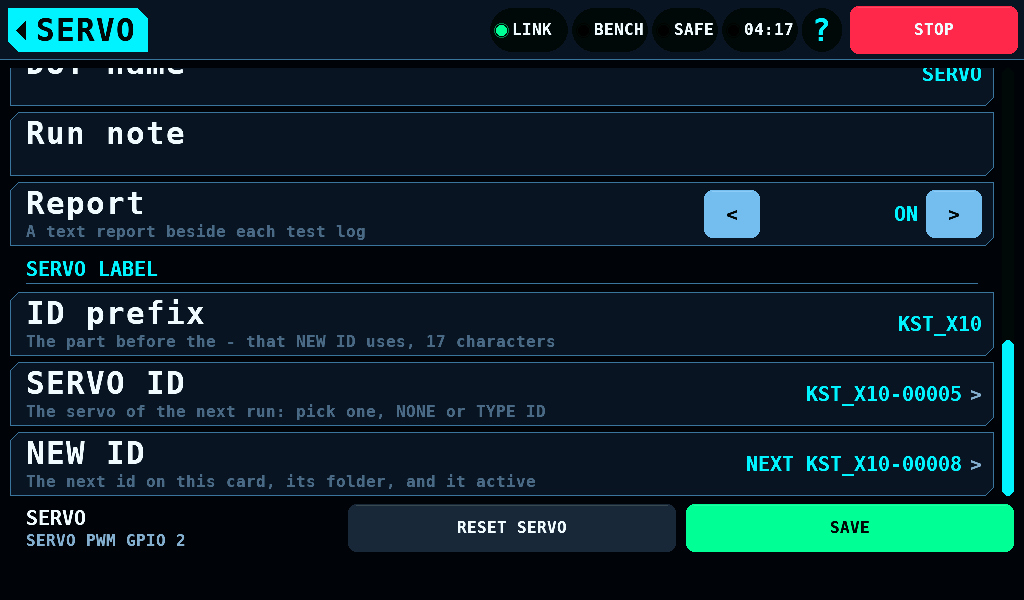 SERVO
LINK
BENCH
SAFE
04:17
?
STOP
SERVO
Run note
Report
A text report beside each test log
<
ON
>
SERVO LABEL
ID prefix
The part before the - that NEW ID uses, 17 characters
KST_X10
SERVO ID
The servo of the next run: pick one, NONE or TYPE ID
KST_X10-00005 >
NEW ID
The next id on this card, its folder, and it active
NEXT KST_X10-00008 >
SERVO
SERVO PWM GPIO 2
RESET SERVO
SAVE